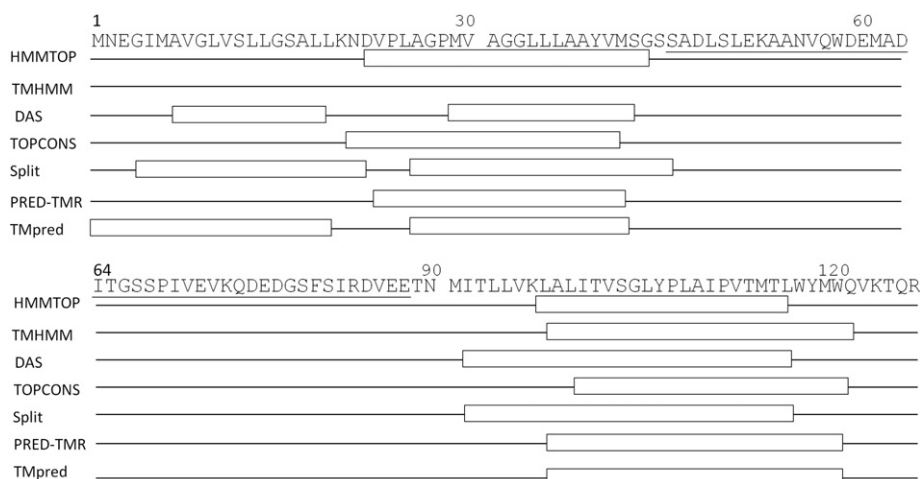 1 30 60
MNEGIMAVGLVSLLGSALLKNDVPLAGPMV AGGLLLAAYVMSGSSADLSLEKAANVQWDEMAD
HMMTOP
TMHMM
DAS
TOPCONS
Split
PRED-TMR
TMpred
64 90 120
ITGSSPIVEVKQDEDGSFSIRDVEETN MITLLVKLALITVSGLYPLAIPVTMTLWYMWQVKTQR
HMMTOP
TMHMM
DAS
TOPCONS
Split
PRED-TMR
TMpred